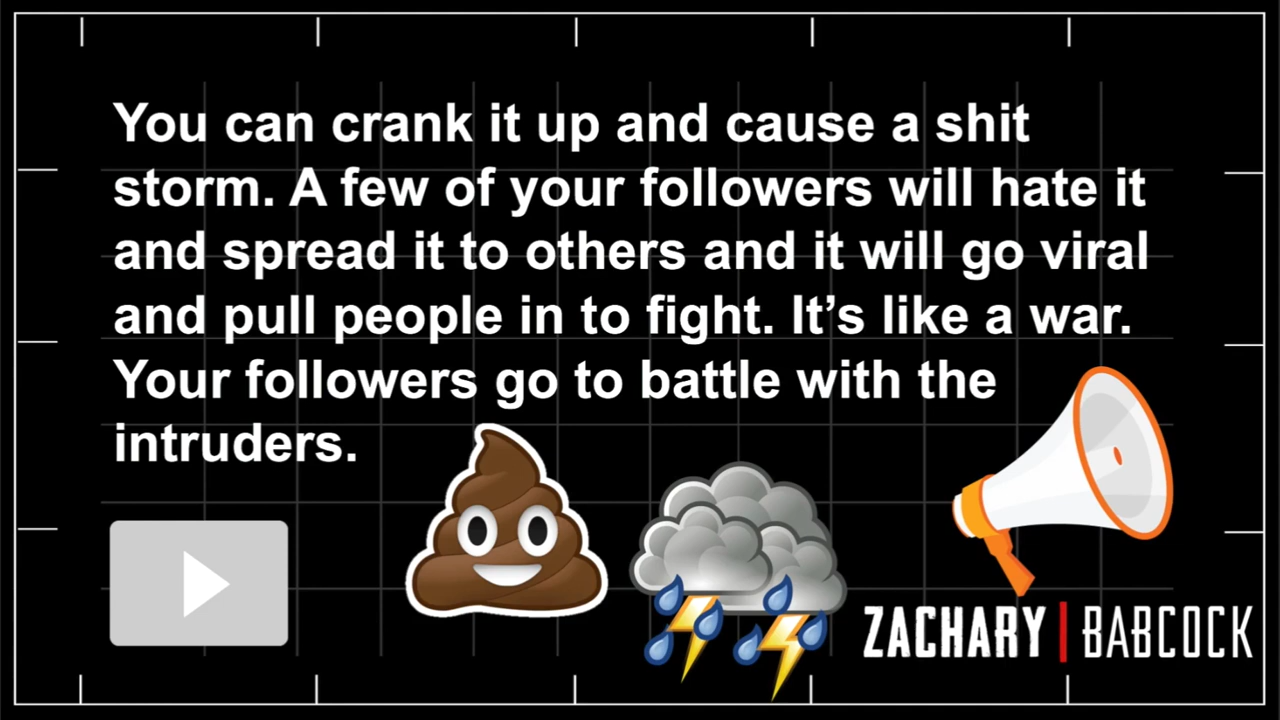 You can crank it up and cause a shit
storm. A few of your followers will hate it
and spread it to others and it will go viral
and pull people in to fight. It’s like a war.
Your followers go to battle with the
intruders.
ZACHARY | BABCOCK